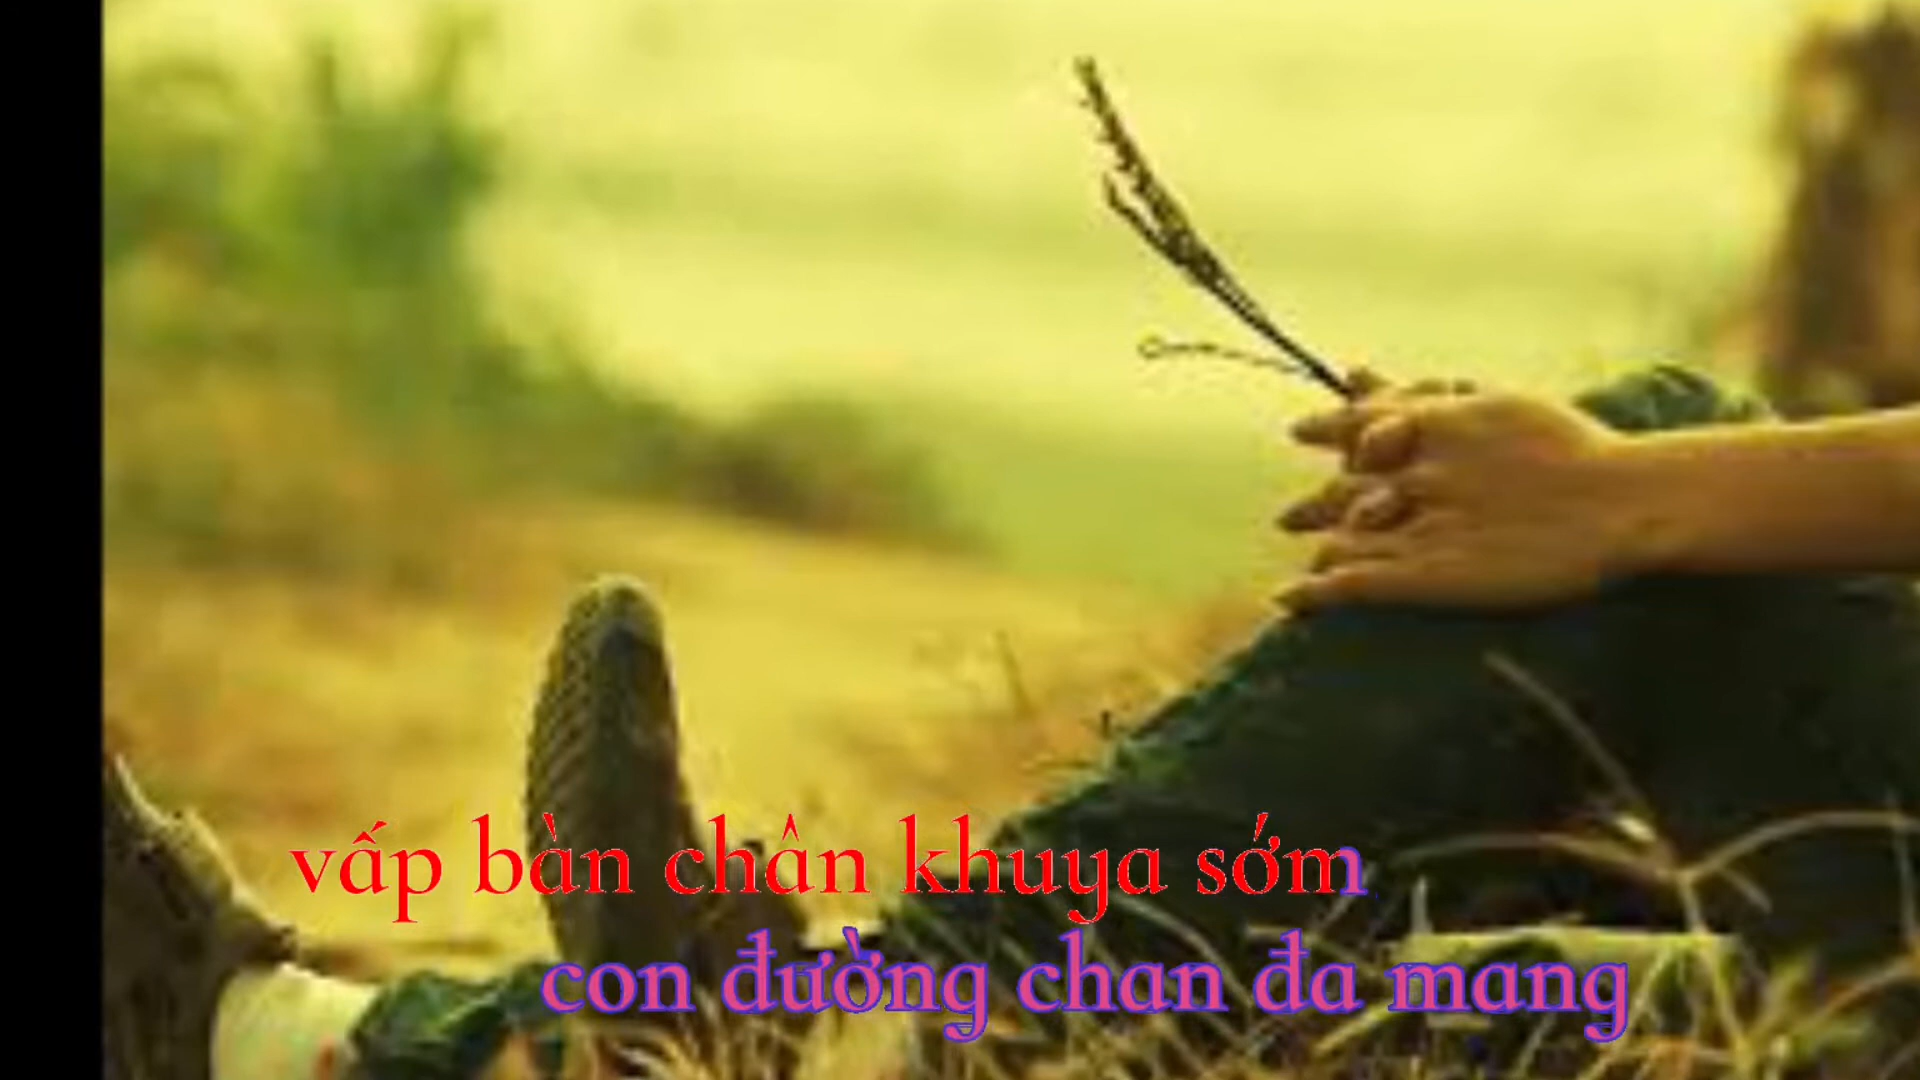 vấp bàn chân khuya sớm
con đường chan đa mang